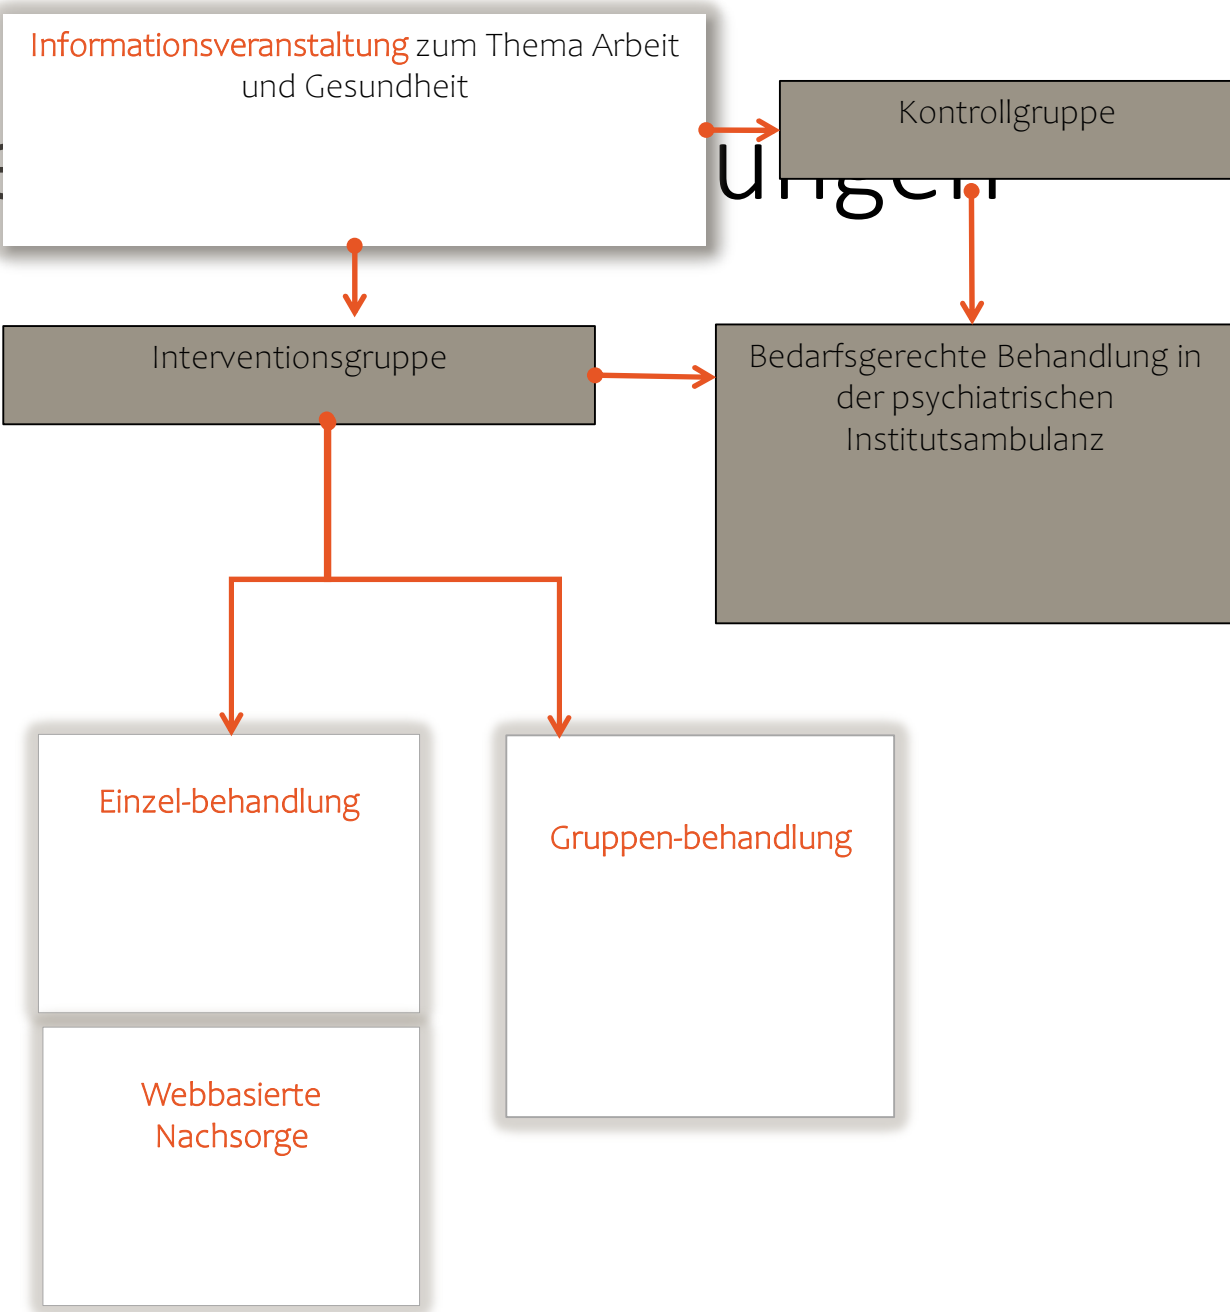 Informationsveranstaltung zum Thema Arbeit
und Gesundheit
Kontrollgruppe
Interventionsgruppe
Bedarfsgerechte Behandlung in
der psychiatrischen
Institutsambulanz
Einzel-behandlung
Gruppen-behandlung
Webbasierte
Nachsorge